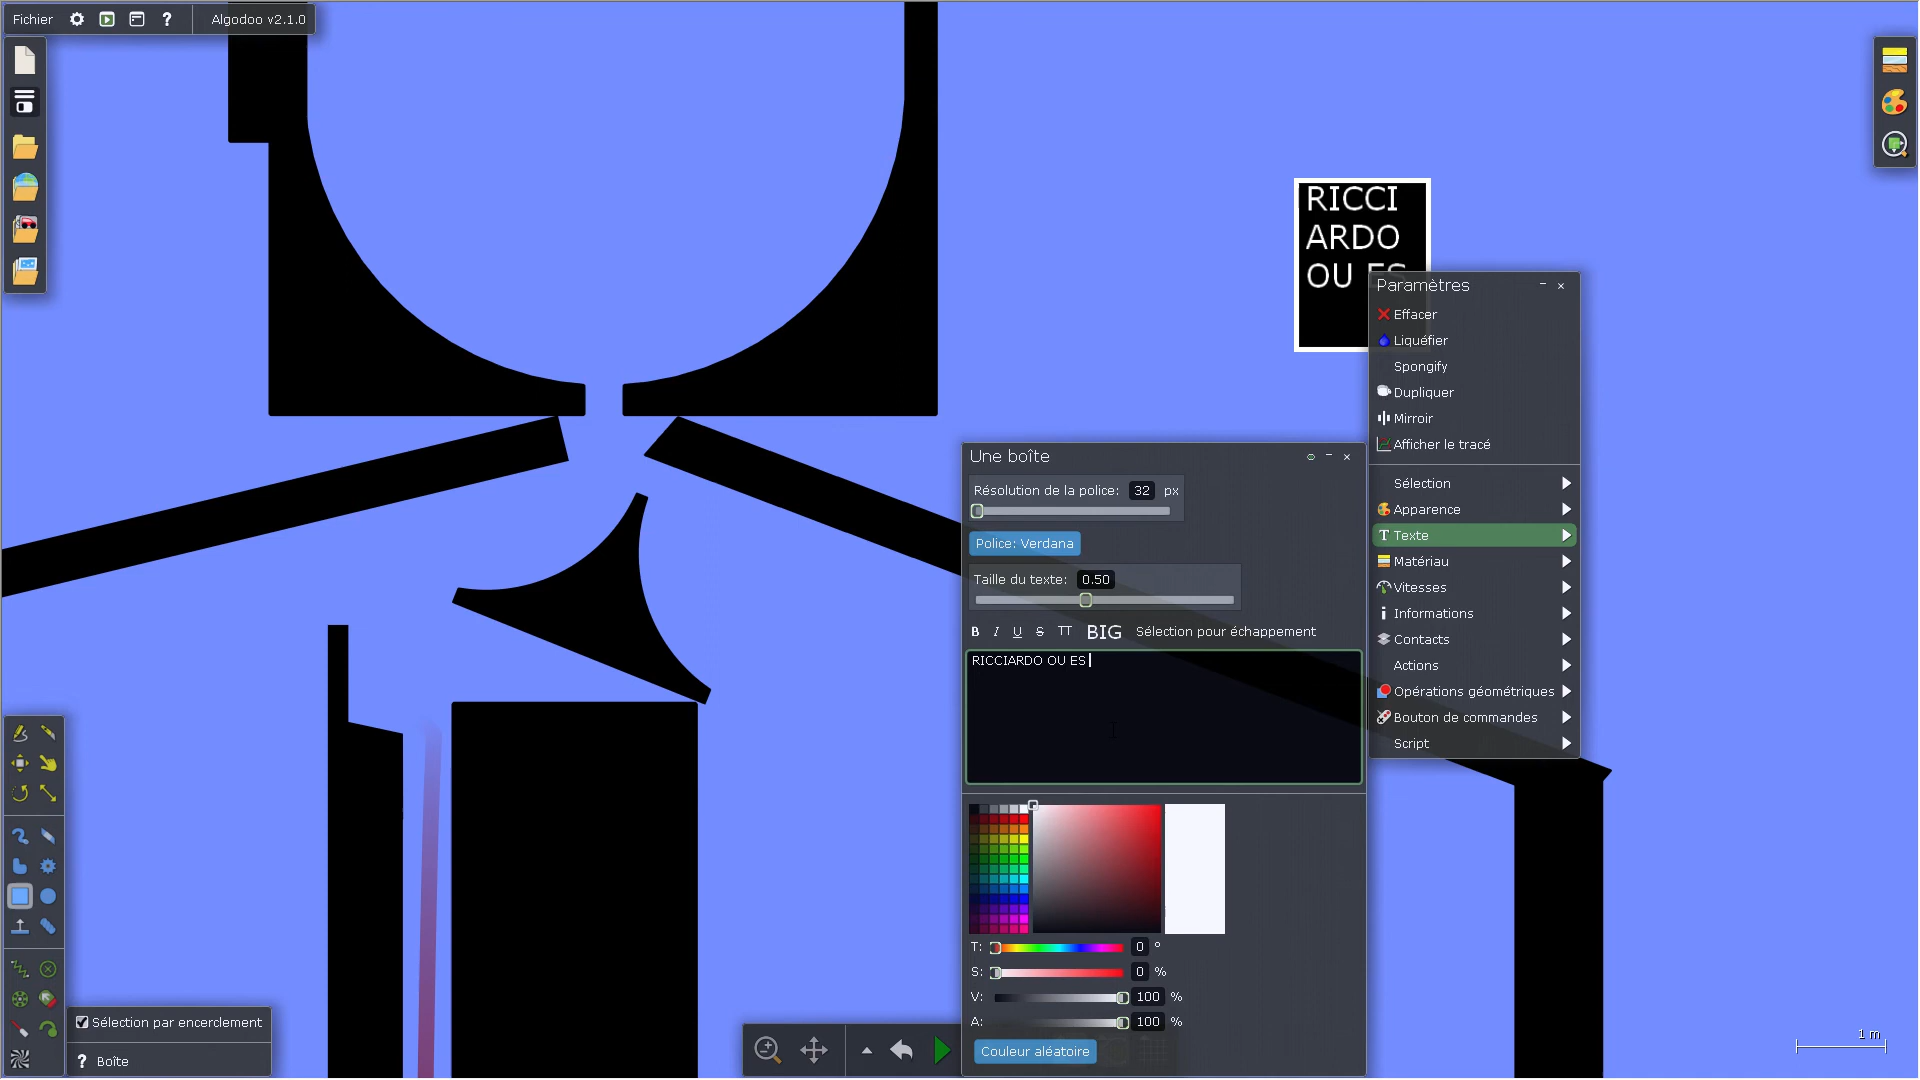 Fichier
?
Algodoo v2.1.0
RICCI
ARDO
OU ES
Paramètres
Effacer
Liquéfier
Spongify
Dupliquer
Mirroir
Afficher le tracé
Sélection
Apparence
T Texte
Matériau
Vitesses
Informations
Contacts
Actions
Opérations géométriques
Bouton de commandes
Script
Une boîte
Résolution de la police: 32 px
Police: Verdana
Taille du texte: 0.50
B I U S TT BIG Sélection pour échappement
RICCIARDO OU ES
T: 0 °
S: 0 %
V: 100 %
A: 100 %
Couleur aléatoire
Sélection par encerclement
? Boîte
1 m